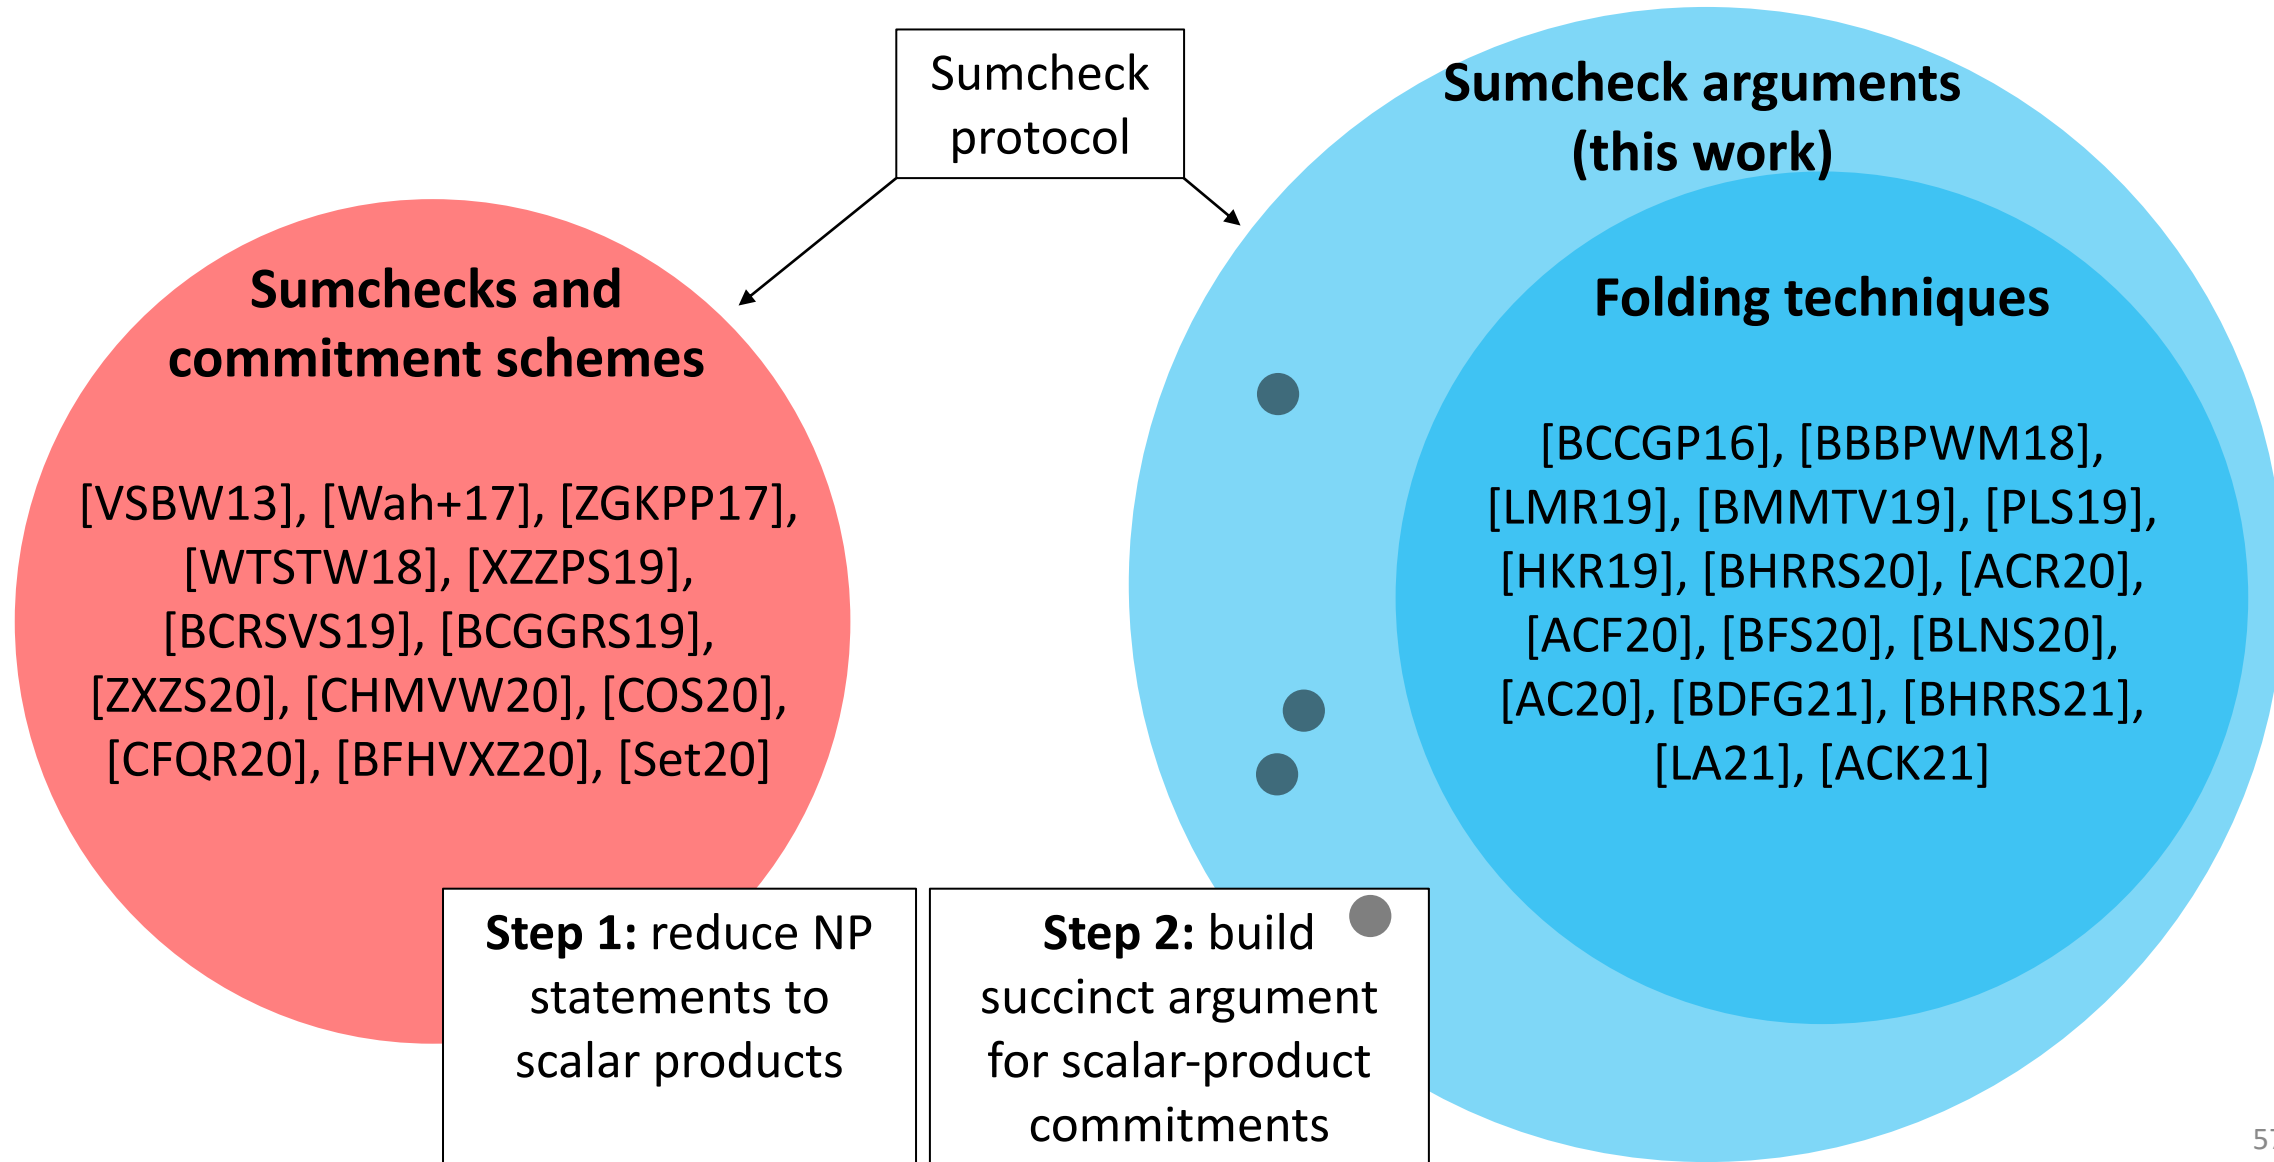 Sumcheck
protocol
Sumcheck arguments
(this work)
Sumchecks and
commitment schemes
[VSBW13], [Wah+17], [ZGKPP17],
[WTSTW18], [XZZPS19],
[BCRSVS19], [BCGGRS19],
[ZXZS20], [CHMVW20], [COS20],
[CFQR20], [BFHVXZ20], [Set20]
Folding techniques
[BCCGP16], [BBBPWM18],
[LMR19], [BMMTV19], [PLS19],
[HKR19], [BHRRS20], [ACR20],
[ACF20], [BFS20], [BLNS20],
[AC20], [BDFG21], [BHRRS21],
[LA21], [ACK21]
Step 1: reduce NP
statements to
scalar products
Step 2: build
succinct argument
for scalar-product
commitments
57